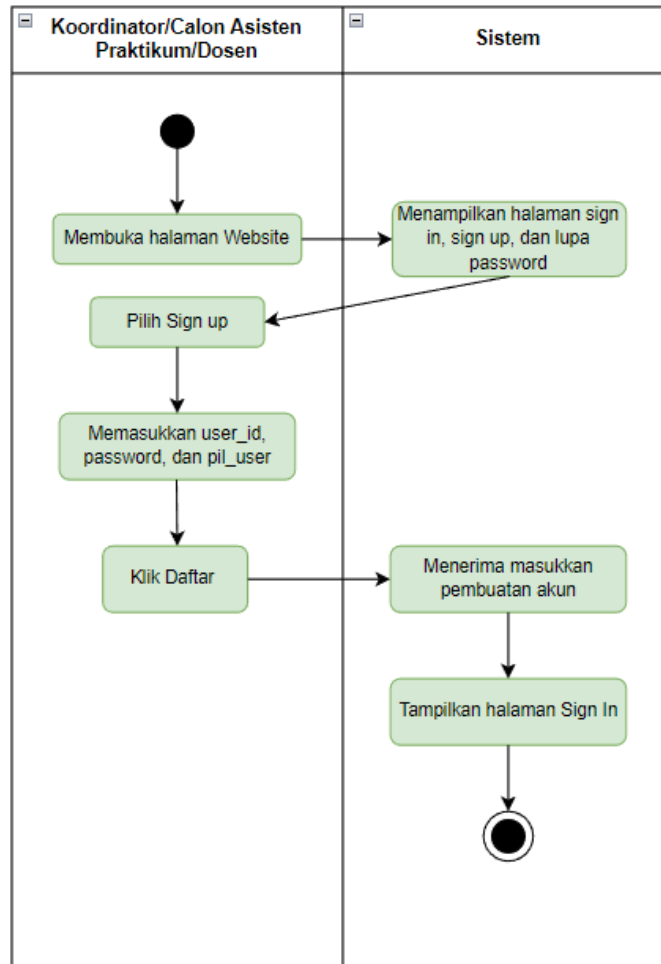 Koordinator/Calon Asisten
Praktikum/Dosen
Sistem
Membuka halaman Website
Menampilkan halaman sign
in, sign up, dan lupa
password
Pilih Sign up
Memasukkan user_id,
password, dan pil_user
Klik Daftar
Menerima masukkan
pembuatan akun
Tampilkan halaman Sign In